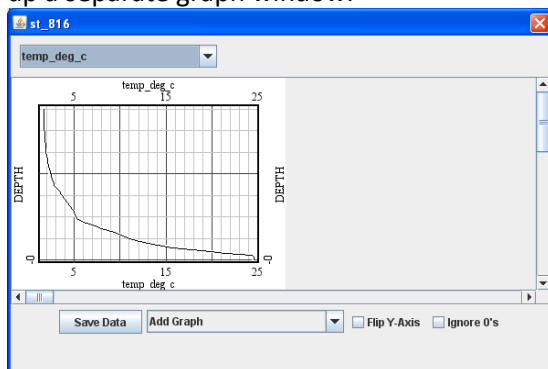 up a separate graph window.
st_B16
temp_deg_c
temp_deg_c
5 15 25
DEPTH DEPTH
-0 -0
5 15 25
temp_deg_c
Save Data Add Graph Flip Y-Axis Ignore 0's